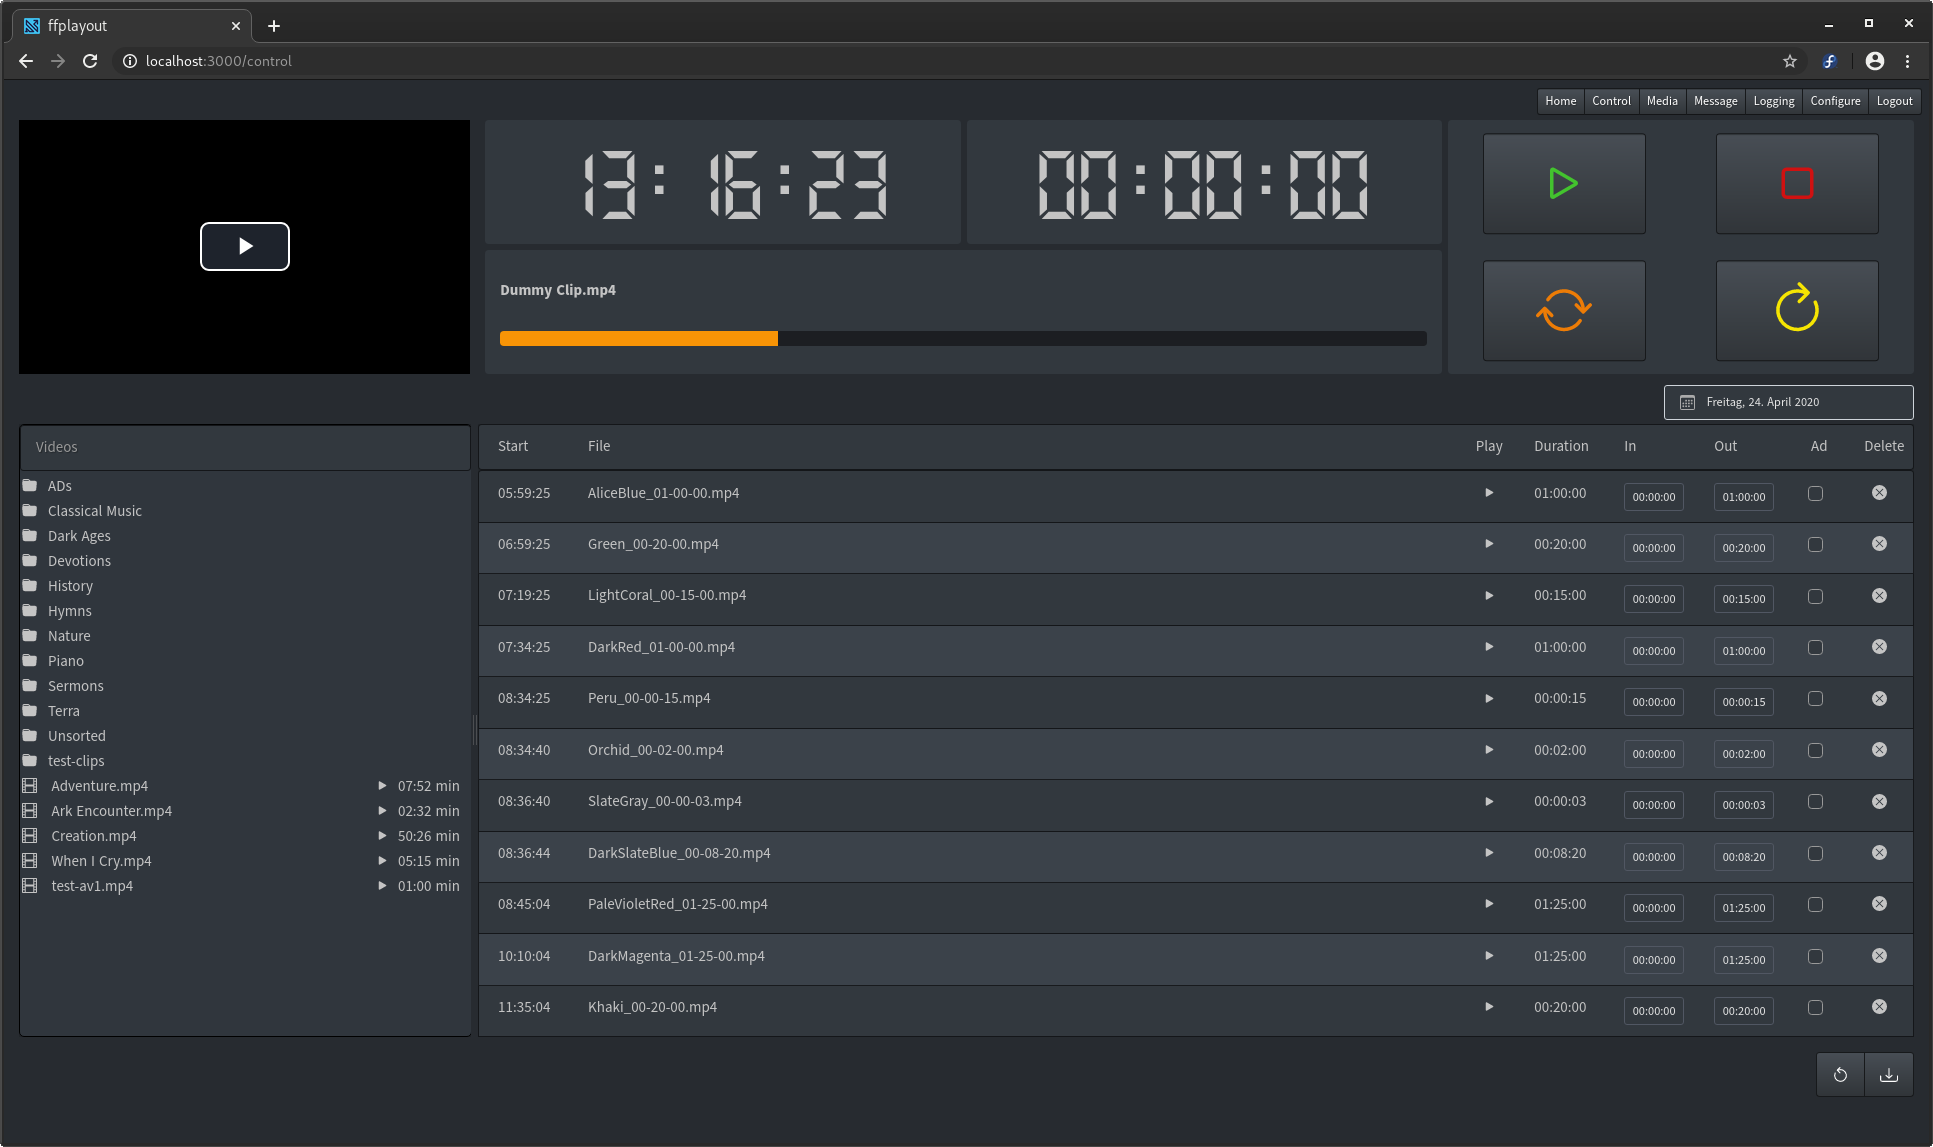 ffplayout
localhost:3000/control
Home Control Media Message Logging Configure Logout
13:16:23
00:00:00
Dummy Clip.mp4
Freitag, 24. April 2020
Videos
ADs
Classical Music
Dark Ages
Devotions
History
Hymns
Nature
Piano
Sermons
Terra
Unsorted
test-clips
Adventure.mp4 07:52 min
Ark Encounter.mp4 02:32 min
Creation.mp4 50:26 min
When I Cry.mp4 05:15 min
test-av1.mp4 01:00 min
Start File Play Duration In Out Ad Delete
05:59:25 AliceBlue_01-00-00.mp4 01:00:00 00:00:00 01:00:00
06:59:25 Green_00-20-00.mp4 00:20:00 00:00:00 00:20:00
07:19:25 LightCoral_00-15-00.mp4 00:15:00 00:00:00 00:15:00
07:34:25 DarkRed_01-00-00.mp4 01:00:00 00:00:00 01:00:00
08:34:25 Peru_00-00-15.mp4 00:00:15 00:00:00 00:00:15
08:34:40 Orchid_00-02-00.mp4 00:02:00 00:00:00 00:02:00
08:36:40 SlateGray_00-00-03.mp4 00:00:03 00:00:00 00:00:03
08:36:44 DarkSlateBlue_00-08-20.mp4 00:08:20 00:00:00 00:08:20
08:45:04 PaleVioletRed_01-25-00.mp4 01:25:00 00:00:00 01:25:00
10:10:04 DarkMagenta_01-25-00.mp4 01:25:00 00:00:00 01:25:00
11:35:04 Khaki_00-20-00.mp4 00:20:00 00:00:00 00:20:00